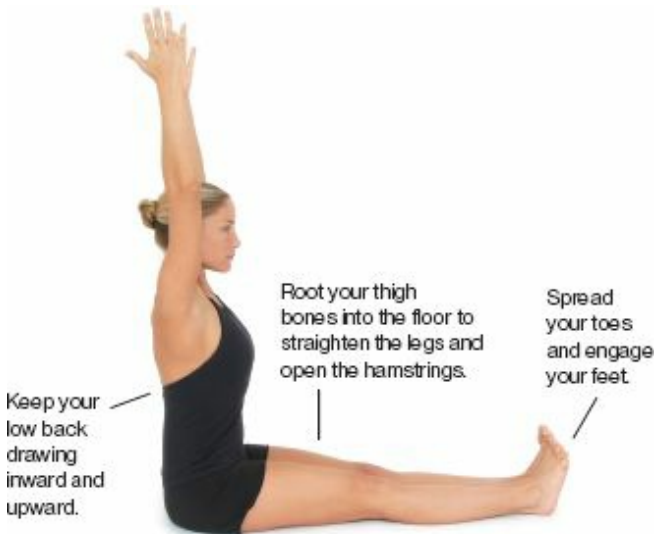 Root your thigh
bones into the floor to
straighten the legs and
open the hamstrings.
Spread
your toes
and engage
your feet.
Keep your
low back
drawing
inward and
upward.